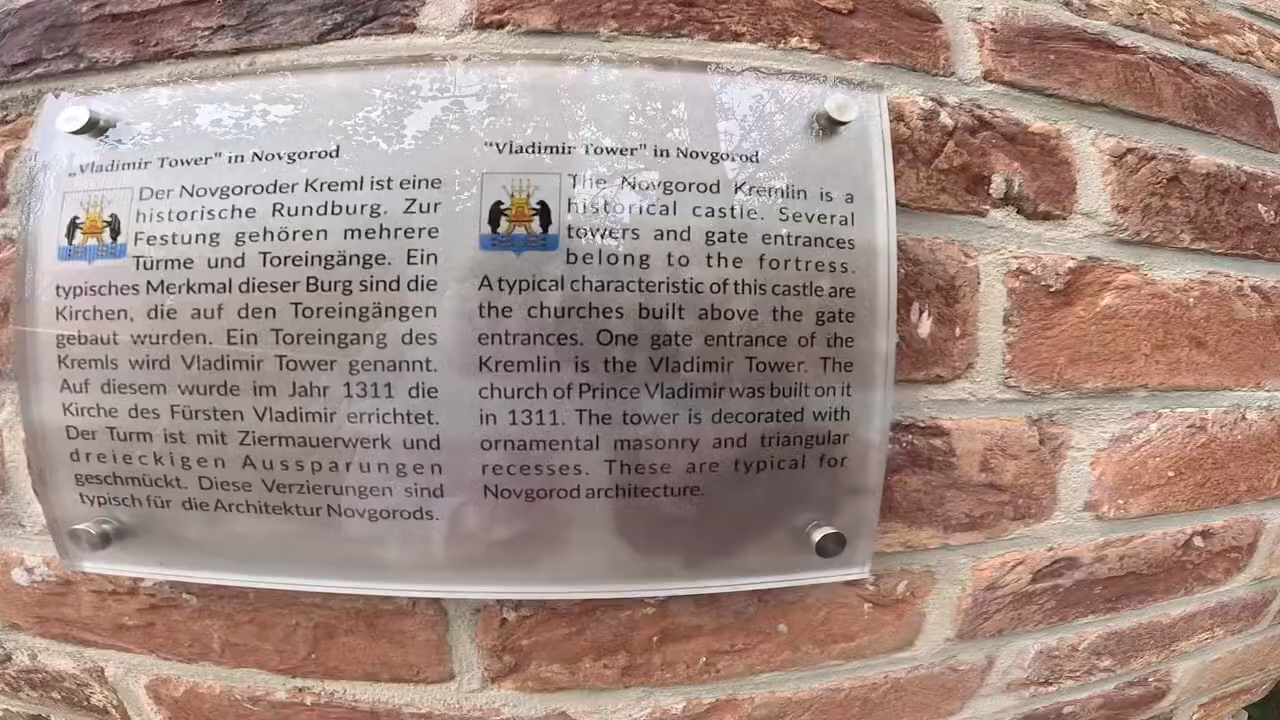 „Vladimir Tower" in Novgorod
Der Novgoroder Kreml ist eine
historische Rundburg. Zur
Festung gehören mehrere
Türme und Toreingänge. Ein
typisches Merkmal dieser Burg sind die
Kirchen, die auf den Toreingängen
gebaut wurden. Ein Toreingang des
Kremls wird Vladimir Tower genannt.
Auf diesem wurde im Jahr 1311 die
Kirche des Fürsten Vladimir errichtet.
Der Turm ist mit Ziermauerwerk und
dreieckigen Aussparungen
geschmückt. Diese Verzierungen sind
typisch für die Architektur Novgorods.
"Vladimir Tower" in Novgorod
The Novgorod Kremlin is a
historical castle. Several
towers and gate entrances
belong to the fortress.
A typical characteristic of this castle are
the churches built above the gate
entrances. One gate entrance of the
Kremlin is the Vladimir Tower. The
church of Prince Vladimir was built on it
in 1311. The tower is decorated with
ornamental masonry and triangular
recesses. These are typical for
Novgorod architecture.